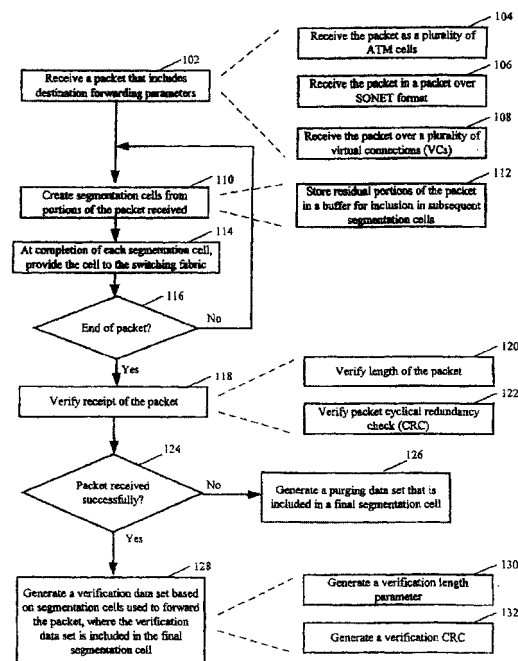 104
Receive the packet as a plurality of
ATM cells
102
Receive a packet that includes
destination forwarding parameters
106
Receive the packet in a packet over
SONET format
108
Receive the packet over a plurality of
virtual connections (VCs)
110
Create segmentation cells from
portions of the packet received
112
Store residual portions of the packet
in a buffer for inclusion in subsequent
segmentation cells
114
At completion of each segmentation cell,
provide the cell to the switching fabric
116
End of packet?
No
Yes
118
Verify receipt of the packet
120
Verify length of the packet
122
Verify packet cyclical redundancy
check (CRC)
124
Packet received
successfully?
No
126
Generate a purging data set that is
included in a final segmentation cell
Yes
128
Generate a verification data set based
on segmentation cells used to forward
the packet, where the verification
data set is included in the final
segmentation cell
130
Generate a verification length
parameter
132
Generate a verification CRC